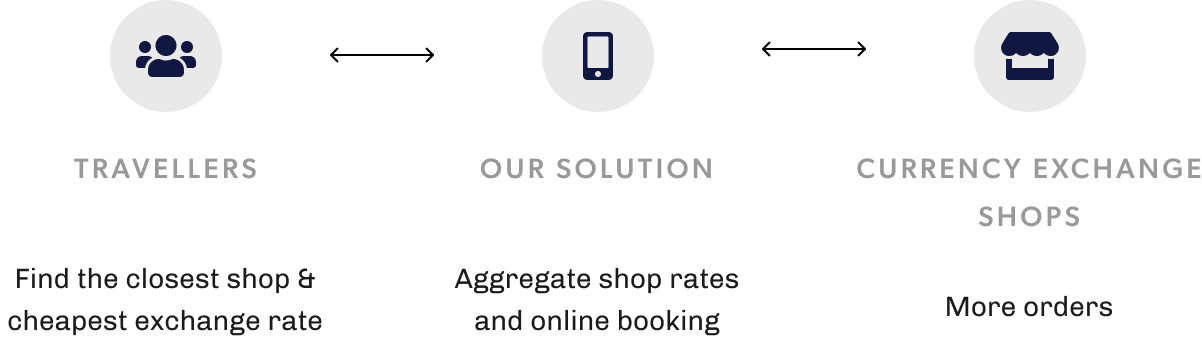 TRAVELLERS
OUR SOLUTION
CURRENCY EXCHANGE
SHOPS
Find the closest shop &
cheapest exchange rate
Aggregate shop rates
and online booking
More orders